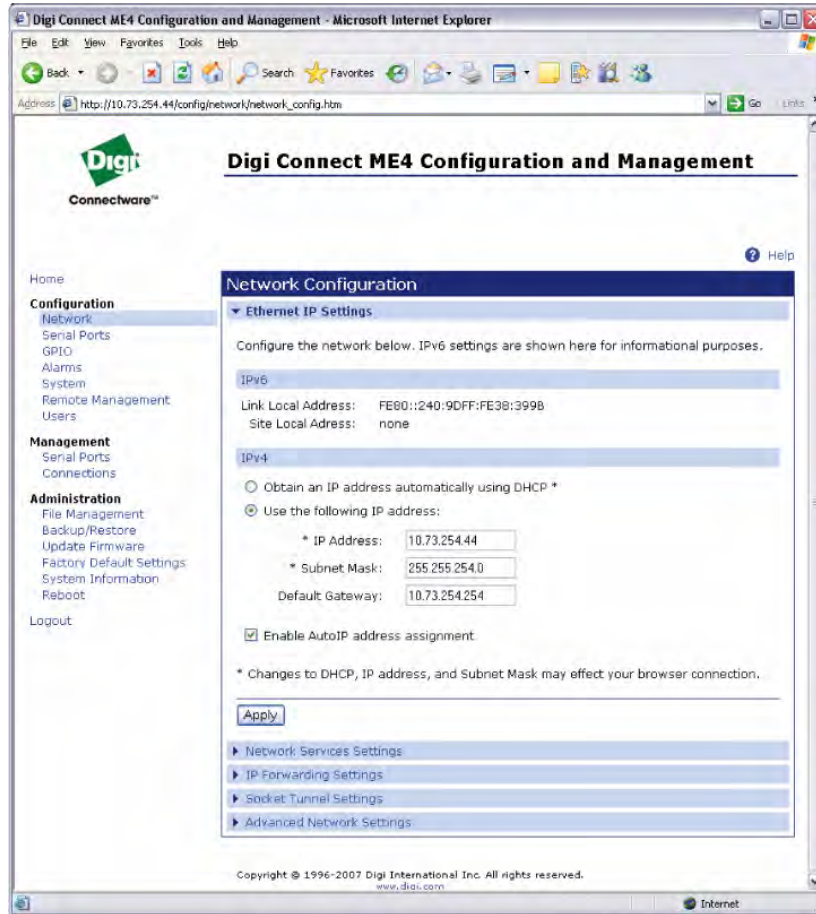 Digi Connect ME4 Configuration and Management - Microsoft Internet Explorer
File Edit View Favorites Tools Help
Back Search Favorites
Address http://10.73.254.44/config/network/network_config.htm Go Links
Digi
Connectware™
Digi Connect ME4 Configuration and Management
Help
Home
Configuration
Network
Serial Ports
GPIO
Alarms
System
Remote Management
Users
Management
Serial Ports
Connections
Administration
File Management
Backup/Restore
Update Firmware
Factory Default Settings
System Information
Reboot
Logout
Network Configuration
Ethernet IP Settings
Configure the network below. IPv6 settings are shown here for informational purposes.
IPv6
Link Local Address: FE80::240:9DFF:FE38:399B
Site Local Adress: none
IPv4
Obtain an IP address automatically using DHCP *
Use the following IP address:
* IP Address: 10.73.254.44
* Subnet Mask: 255.255.254.0
Default Gateway: 10.73.254.254
Enable AutoIP address assignment
* Changes to DHCP, IP address, and Subnet Mask may effect your browser connection.
Apply
Network Services Settings
IP Forwarding Settings
Socket Tunnel Settings
Advanced Network Settings
Copyright © 1996-2007 Digi International Inc. All rights reserved.
www.digi.com
Internet